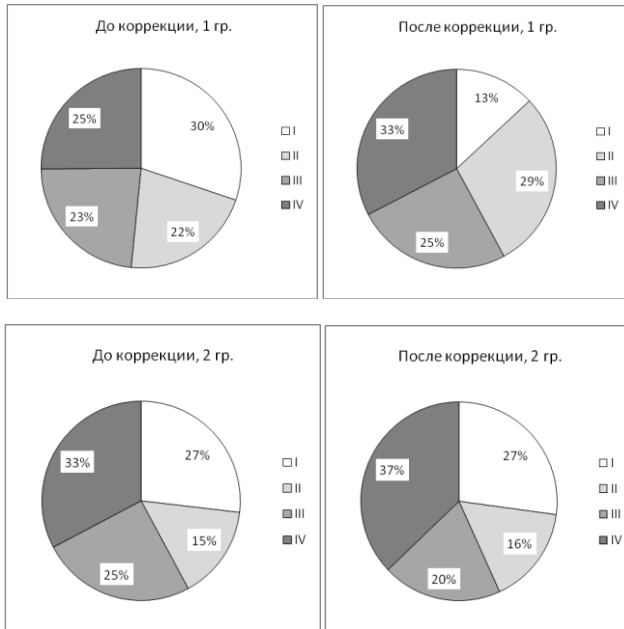 До коррекции, 1 гр.
30%
22%
23%
25%
I
II
III
IV
После коррекции, 1 гр.
13%
29%
25%
33%
I
II
III
IV
До коррекции, 2 гр.
27%
15%
25%
33%
I
II
III
IV
После коррекции, 2 гр.
27%
16%
20%
37%
I
II
III
IV